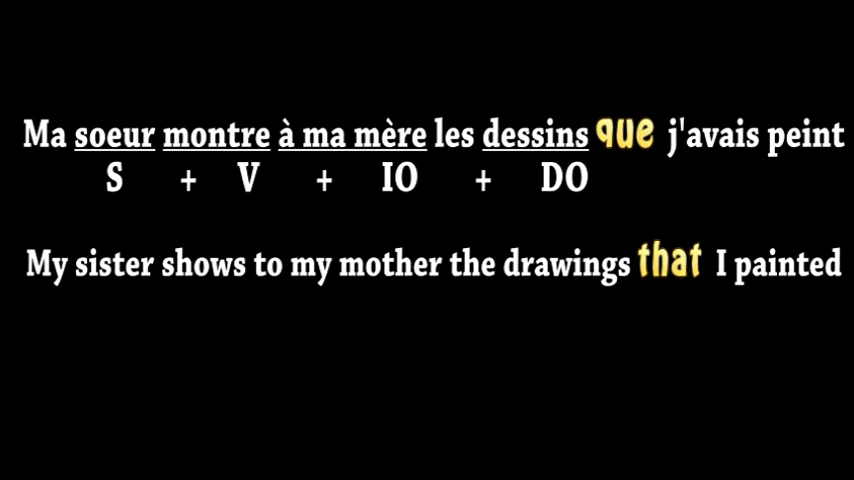 Ma soeur montre à ma mère les dessins que j'avais peint
S + V + IO + DO
My sister shows to my mother the drawings that I painted